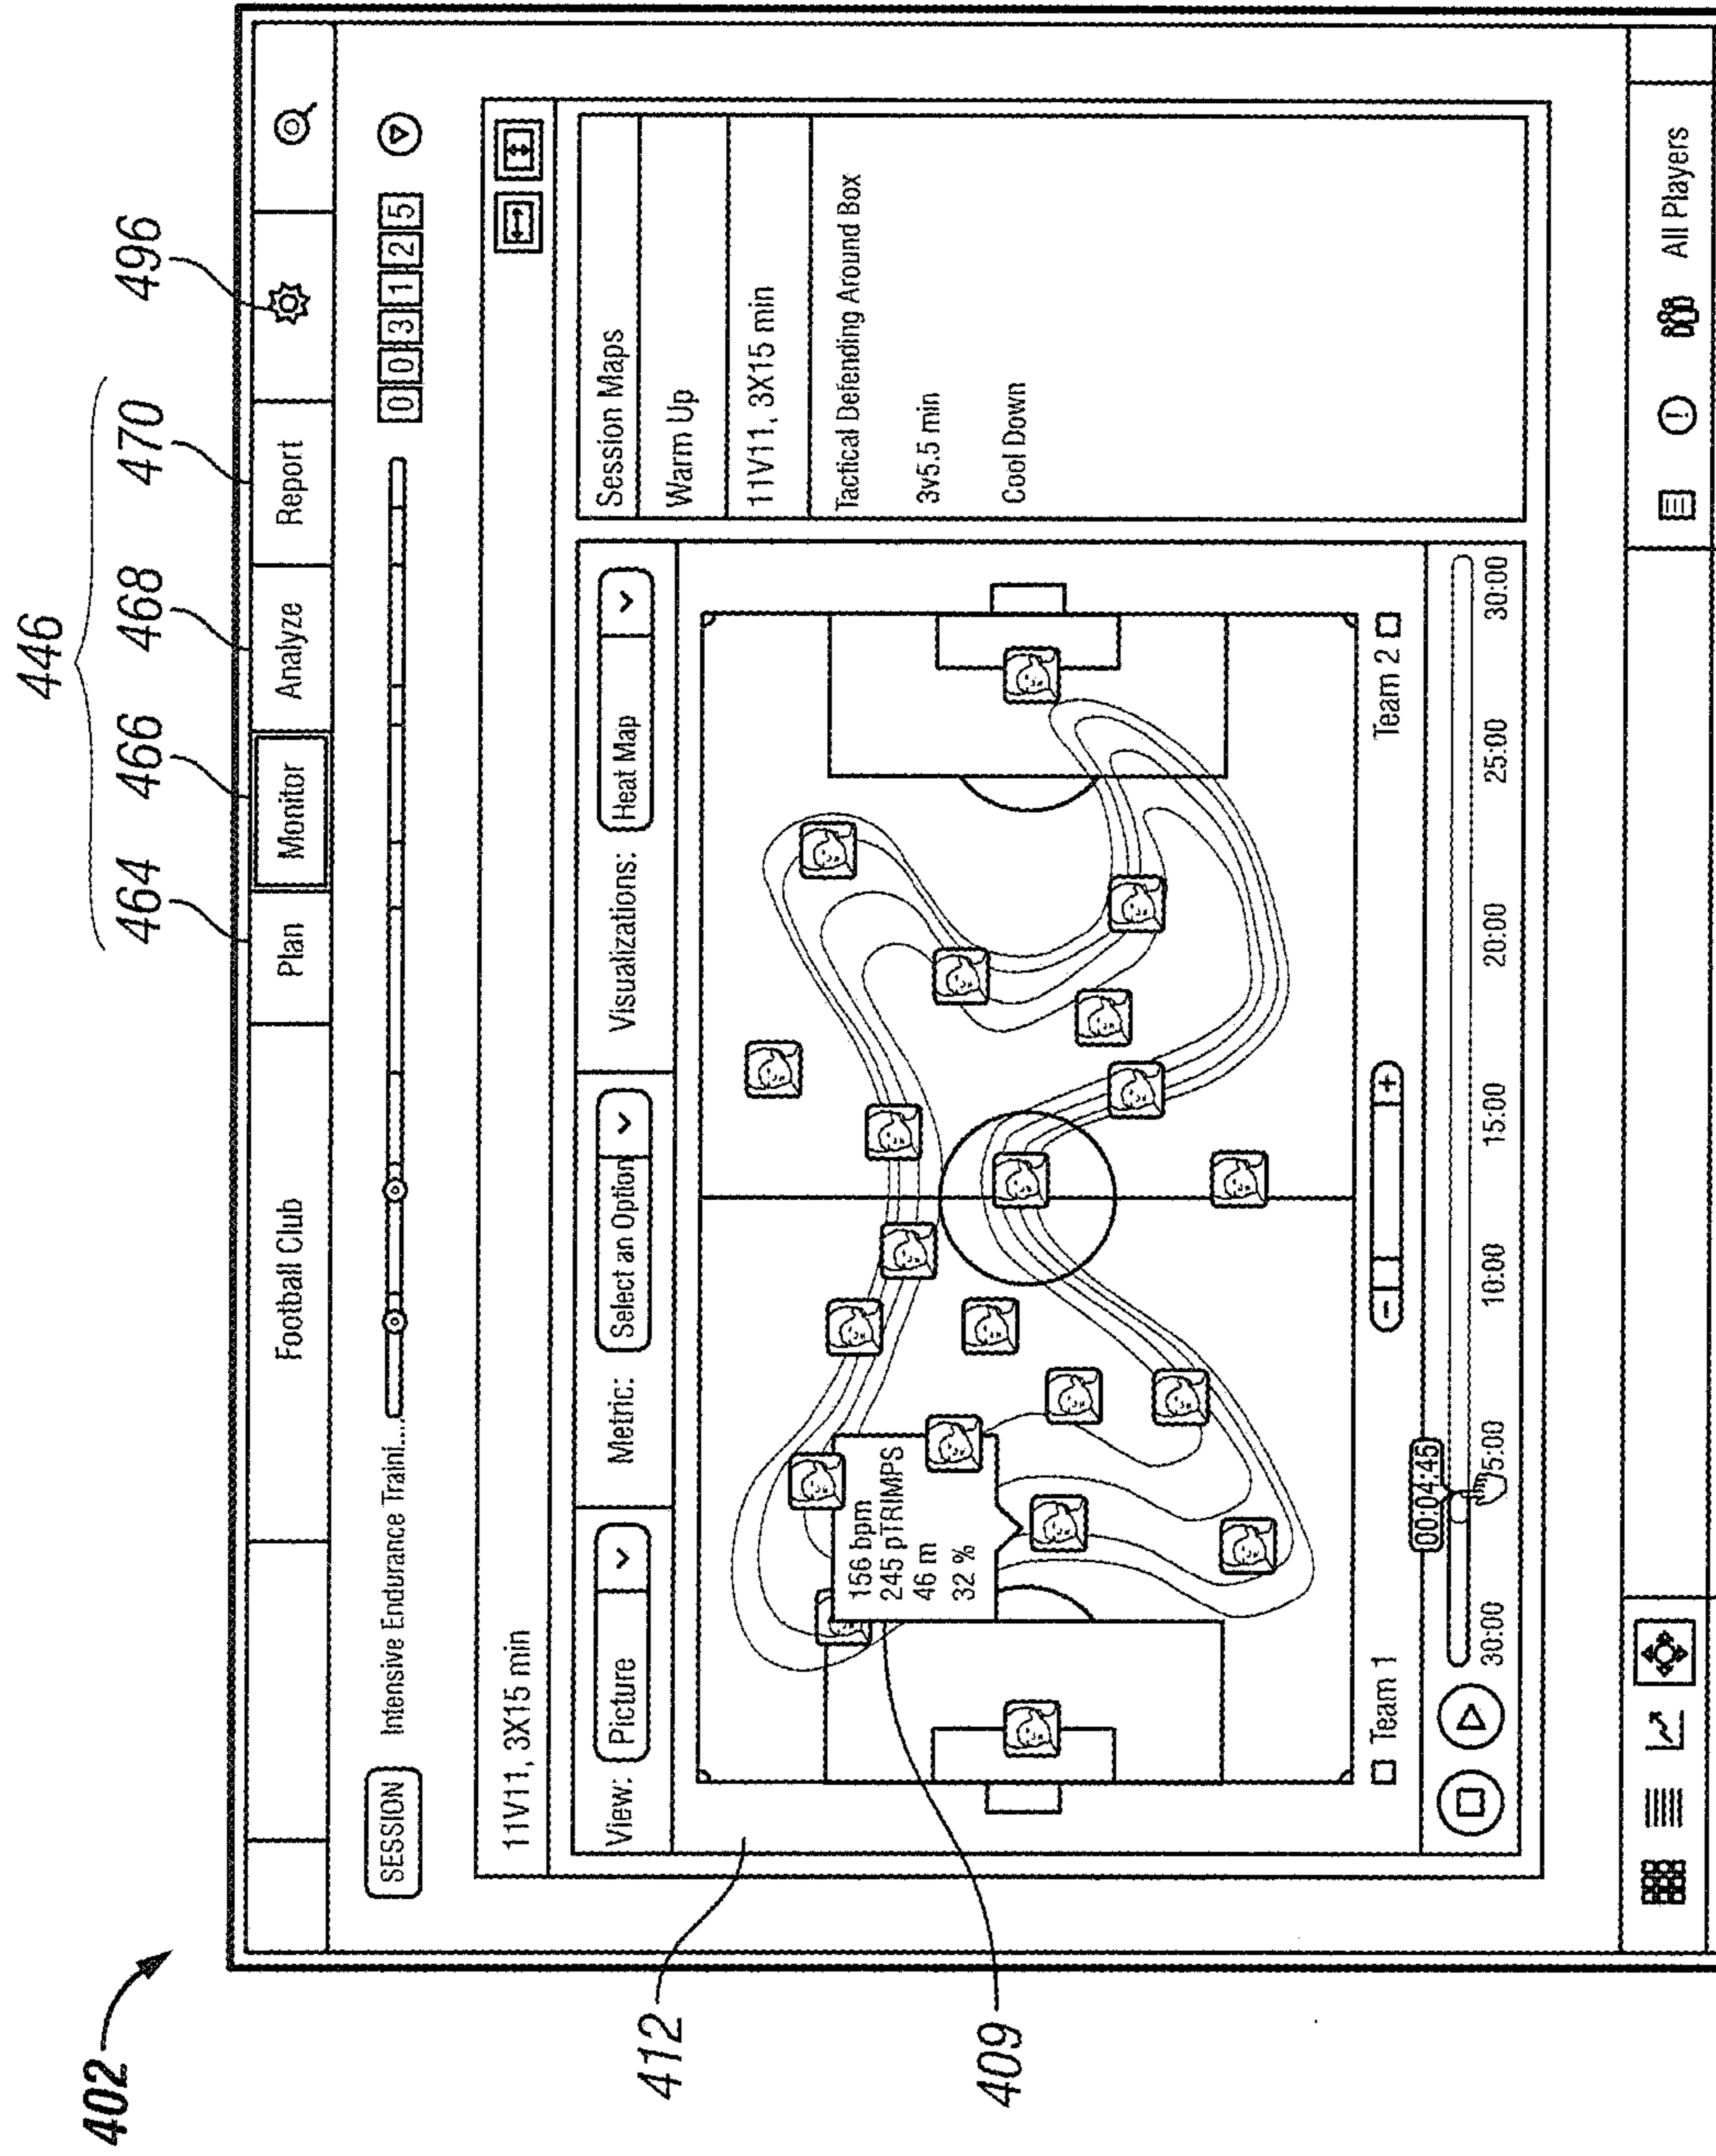 402
446
464 466 468 470 496
Football Club Plan Monitor Analyze Report
SESSION Intensive Endurance Traini... 0 0 3 1 2 5
11V11, 3X15 min
View: Picture Metric: Select an Option Visualizations: Heat Map
Session Maps
Warm Up
11V11, 3X15 min
Tactical Defending Around Box
3v5.5 min
Cool Down
412
156 bpm
245 pTRIMPS
46 m
32 %
409
Team 1 − + Team 2
00:04:45
30:00 5:00 10:00 15:00 20:00 25:00 30:00
All Players